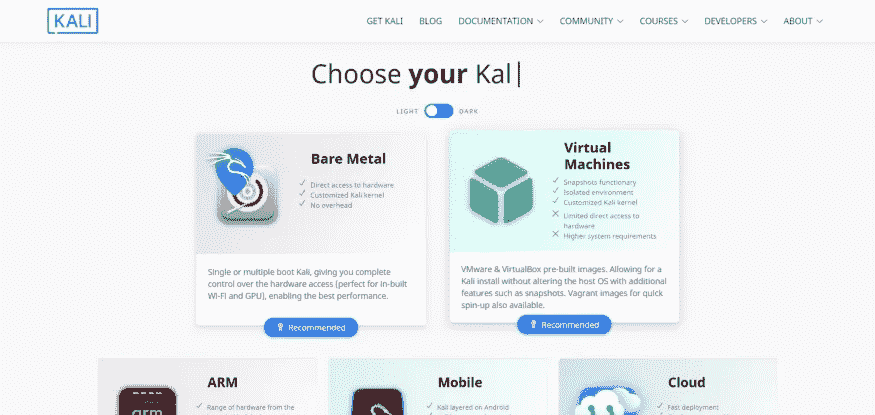 KALI
GET KALI BLOG DOCUMENTATION COMMUNITY COURSES DEVELOPERS ABOUT
Choose your Kal
LIGHT DARK
Bare Metal
Direct access to hardware
Customized Kali kernel
No overhead
Single or multiple boot Kali, giving you complete
control over the hardware access (perfect for in-built
Wi-Fi and GPU), enabling the best performance.
Recommended
Virtual
Machines
Snapshots functionary
Isolated environment
Customized Kali kernel
Limited direct access to
hardware
Higher system requirements
VMware & VirtualBox pre-built images. Allowing for a
Kali install without altering the host OS with additional
features such as snapshots. Vagrant images for quick
spin-up also available.
Recommended
ARM
Range of hardware from the
arm
Mobile
Kali layered on Android
Cloud
Fast deployment